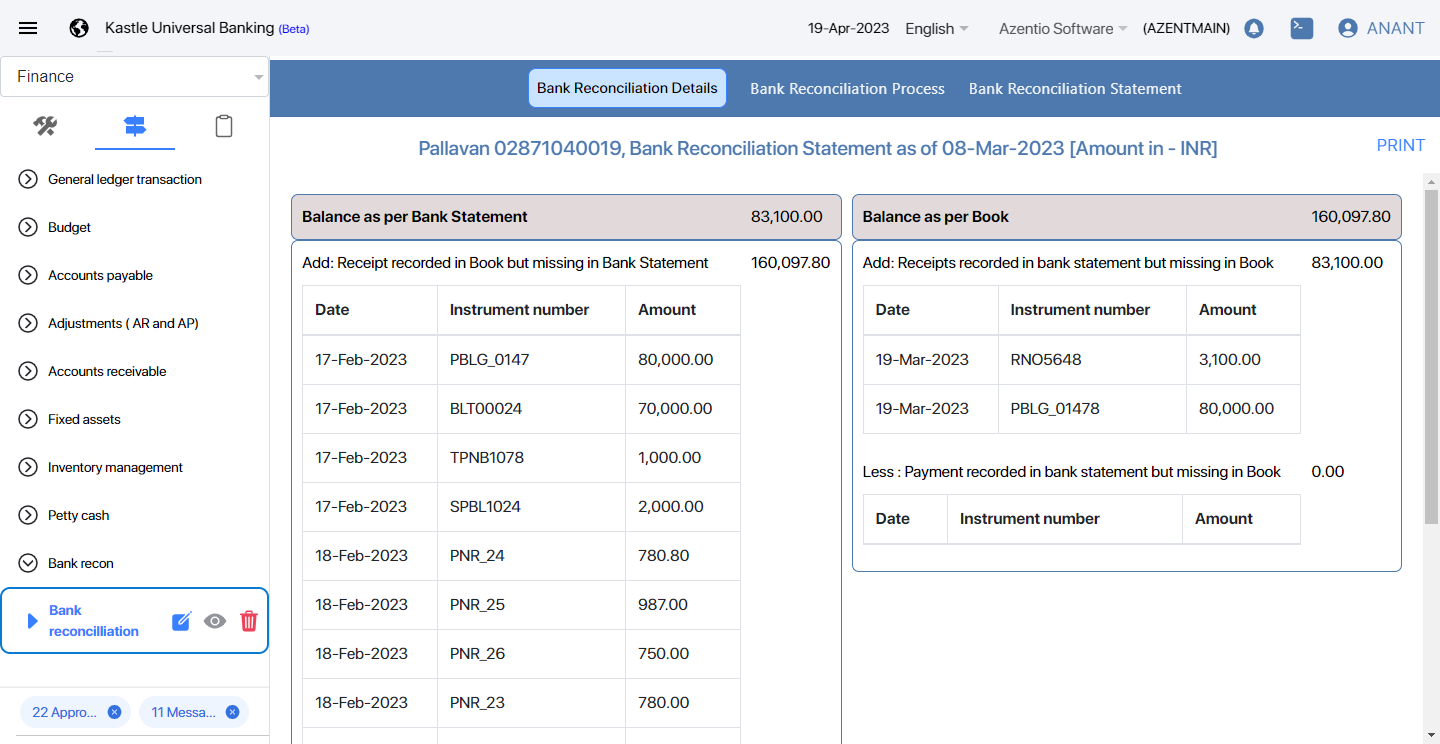 Kastle Universal Banking (Beta) 19-Apr-2023 English Azentio Software (AZENTMAIN) ANANT
Finance
Bank Reconciliation Details Bank Reconciliation Process Bank Reconciliation Statement
Pallavan 02871040019, Bank Reconciliation Statement as of 08-Mar-2023 [Amount in - INR] PRINT
General ledger transaction
Budget
Accounts payable
Adjustments ( AR and AP)
Accounts receivable
Fixed assets
Inventory management
Petty cash
Bank recon
Bank
reconcilliation
22 Appro... 11 Messa...
Balance as per Bank Statement 83,100.00
Add: Receipt recorded in Book but missing in Bank Statement 160,097.80
Date Instrument number Amount
17-Feb-2023 PBLG_0147 80,000.00
17-Feb-2023 BLT00024 70,000.00
17-Feb-2023 TPNB1078 1,000.00
17-Feb-2023 SPBL1024 2,000.00
18-Feb-2023 PNR_24 780.80
18-Feb-2023 PNR_25 987.00
18-Feb-2023 PNR_26 750.00
18-Feb-2023 PNR_23 780.00
Balance as per Book 160,097.80
Add: Receipts recorded in bank statement but missing in Book 83,100.00
Date Instrument number Amount
19-Mar-2023 RNO5648 3,100.00
19-Mar-2023 PBLG_01478 80,000.00
Less : Payment recorded in bank statement but missing in Book 0.00
Date Instrument number Amount